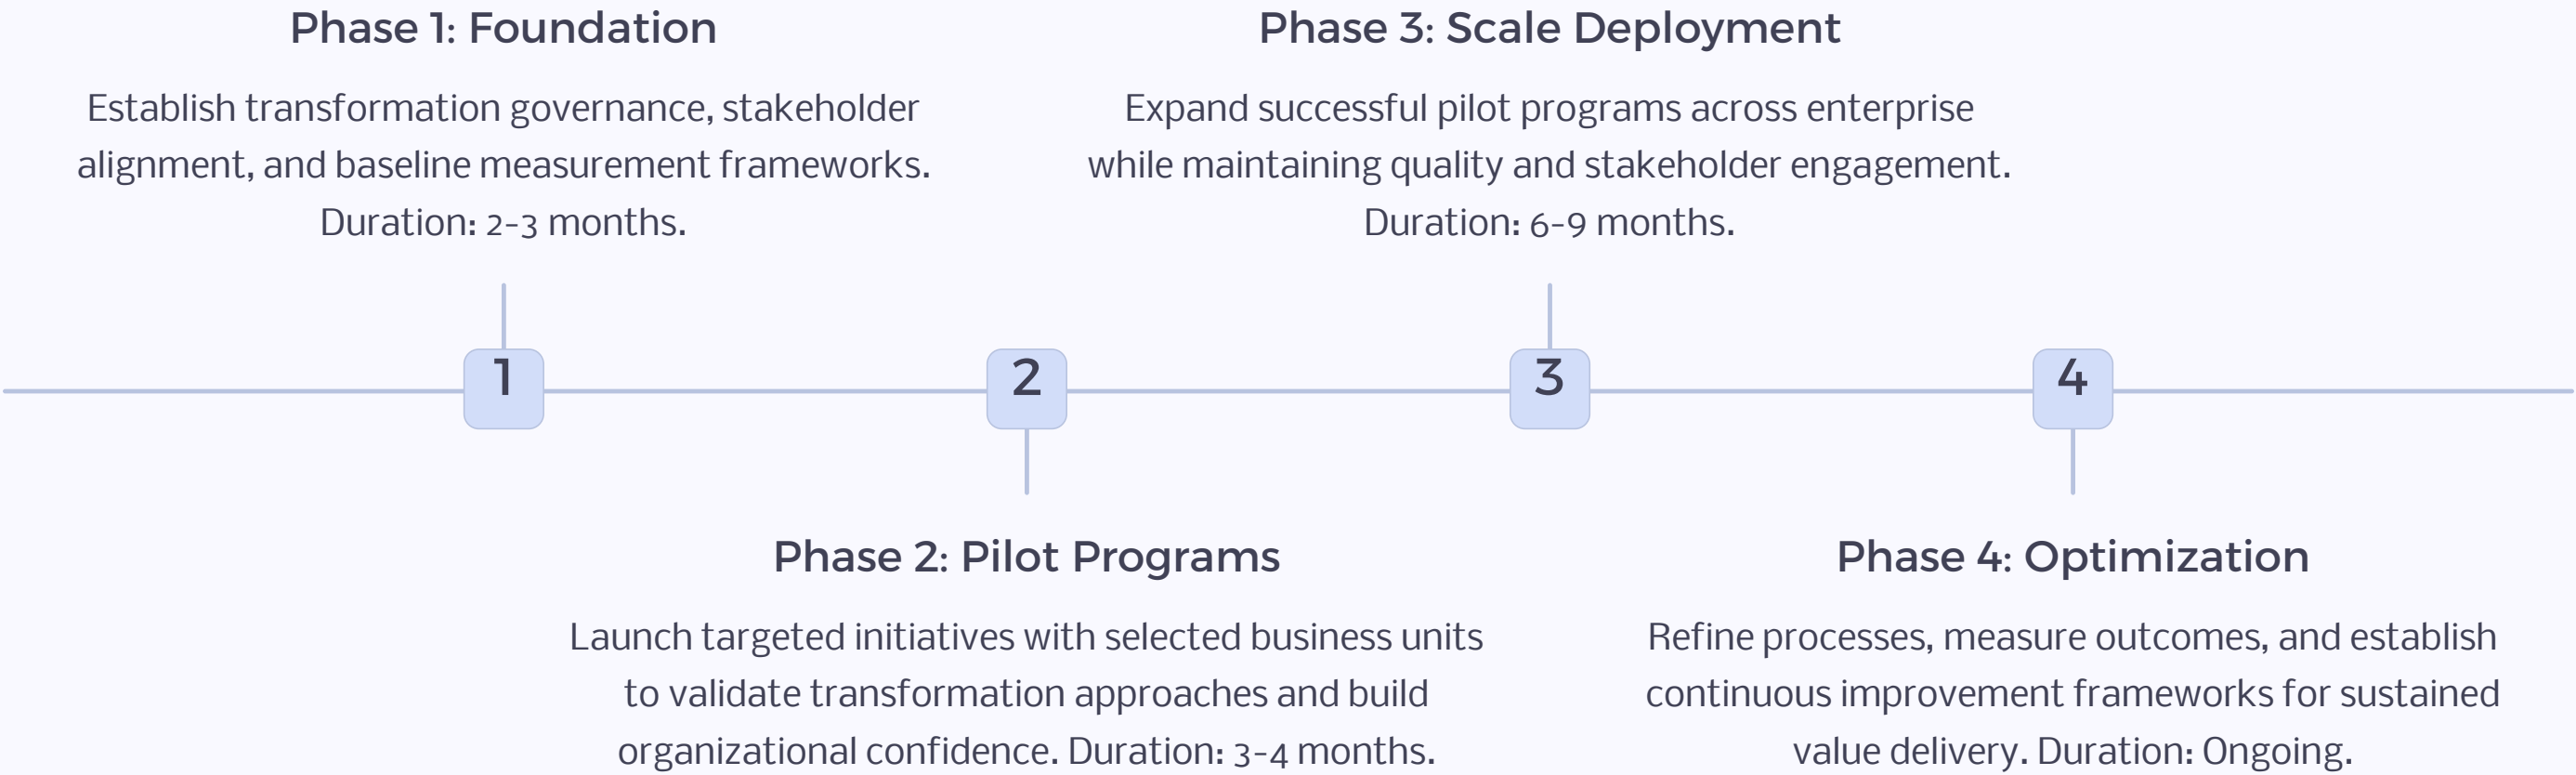 Phase 1: Foundation
Establish transformation governance, stakeholder
alignment, and baseline measurement frameworks.
Duration: 2-3 months.
Phase 3: Scale Deployment
Expand successful pilot programs across enterprise
while maintaining quality and stakeholder engagement.
Duration: 6-9 months.
1
2
3
4
Phase 2: Pilot Programs
Launch targeted initiatives with selected business units
to validate transformation approaches and build
organizational confidence. Duration: 3-4 months.
Phase 4: Optimization
Refine processes, measure outcomes, and establish
continuous improvement frameworks for sustained
value delivery. Duration: Ongoing.